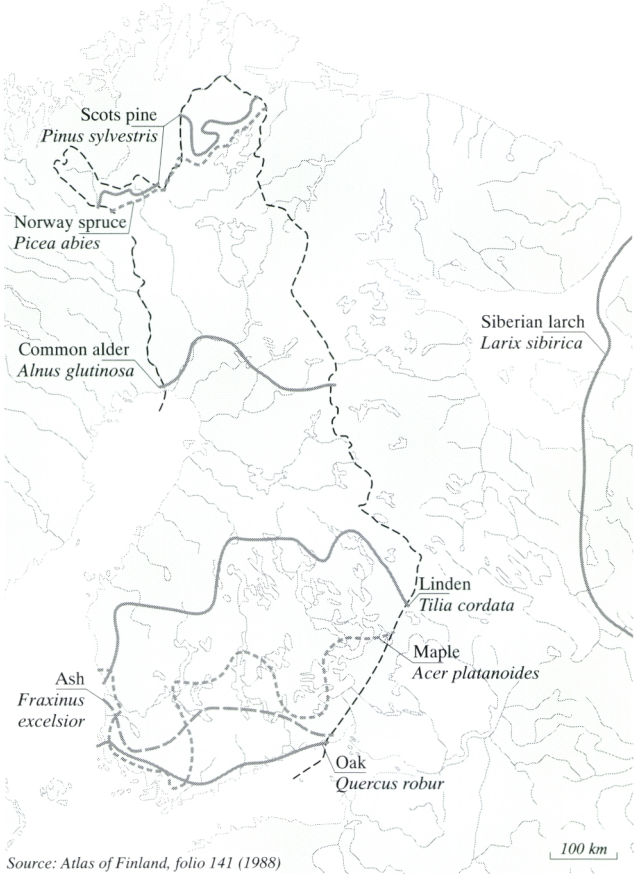 Scots pine
Pinus sylvestris
Norway spruce
Picea abies
Siberian larch
Larix sibirica
Common alder
Alnus glutinosa
Linden
Tilia cordata
Maple
Acer platanoides
Ash
Fraxinus
excelsior
Oak
Quercus robur
100 km
Source: Atlas of Finland, folio 141 (1988)